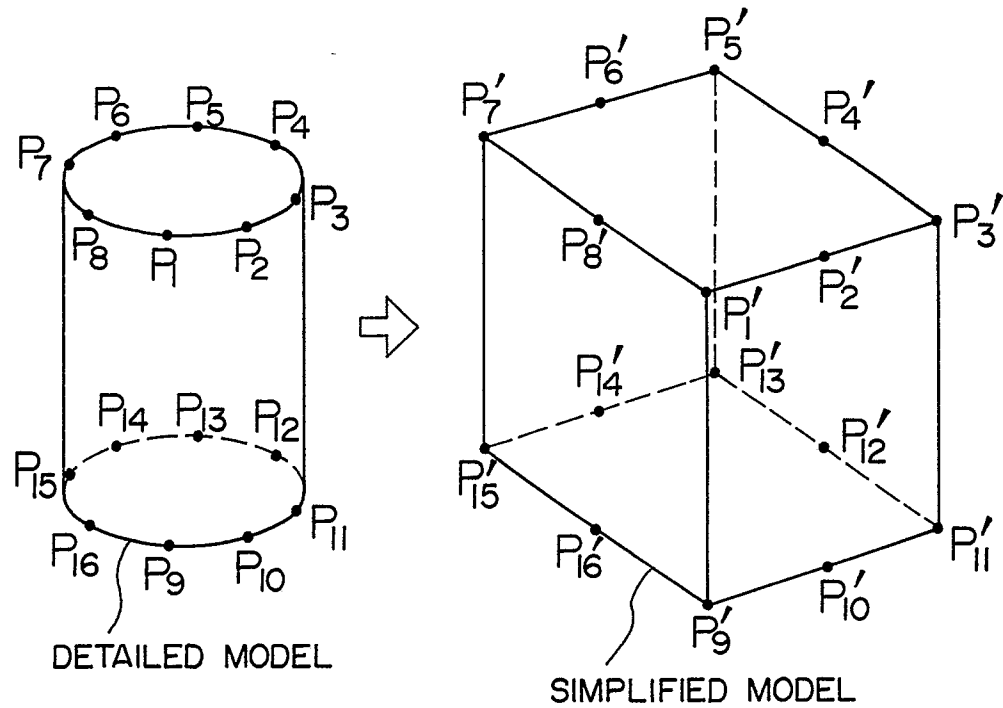 P6 P5 P4
P7 P3
P8 P1 P2
P14 P13 P12
P15 P11
P16 P9 P10
DETAILED MODEL
P5'
P6'
P7' P4'
P3'
P8' P2'
P1'
P14' P13'
P12'
P15' P11'
P16' P10'
P9'
SIMPLIFIED MODEL